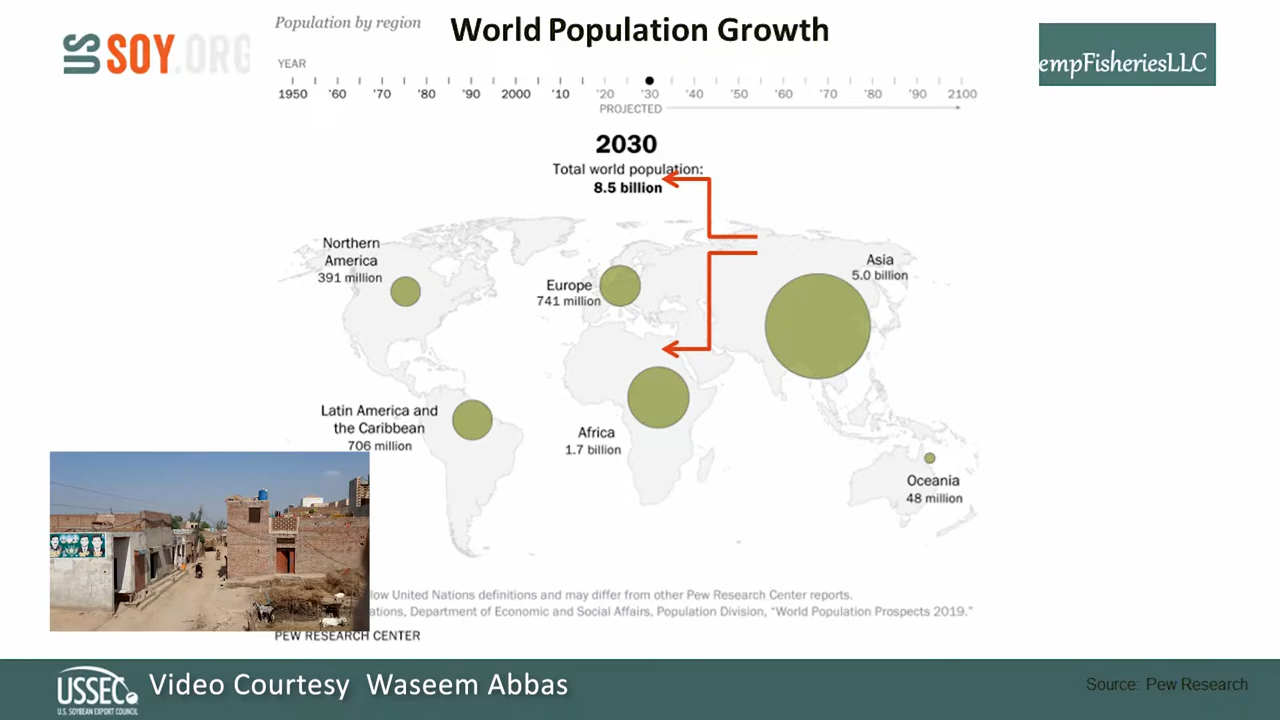 US SOY.ORG
Population by region
World Population Growth
empFisheriesLLC
YEAR
1950 '60 '70 '80 '90 2000 '10 '20 '30 '40 '50 '60 '70 '80 '90 2100
PROJECTED
2030
Total world population:
8.5 billion
Northern
America
391 million
Europe
741 million
Asia
5.0 billion
Latin America and
the Caribbean
706 million
Africa
1.7 billion
Oceania
48 million
low United Nations definitions and may differ from other Pew Research Center reports.
ations, Department of Economic and Social Affairs, Population Division, “World Population Prospects 2019.”
PEW RESEARCH CENTER
USSEC
U.S. SOYBEAN EXPORT COUNCIL
Video Courtesy Waseem Abbas
Source: Pew Research